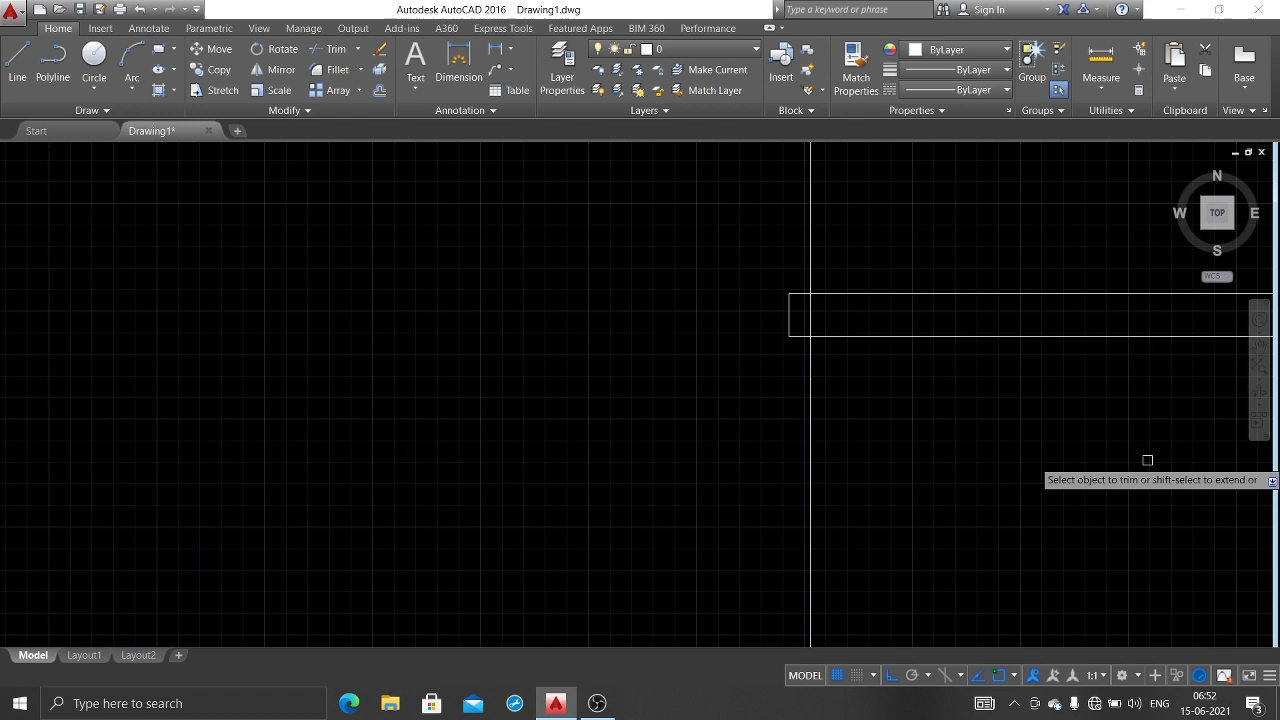 Autodesk AutoCAD 2016 Drawing1.dwg
Type a keyword or phrase
Sign In
Home Insert Annotate Parametric View Manage Output Add-ins A360 Express Tools Featured Apps BIM 360 Performance
Line Polyline Circle Arc
Move Rotate Trim
Copy Mirror Fillet
Stretch Scale Array
Text Dimension Table
Layer Properties
0
Make Current
Match Layer
Insert
Match Properties
ByLayer
ByLayer
ByLayer
Group
Measure
Paste
Base
Draw Modify Annotation Layers Block Properties Groups Utilities Clipboard View
Start Drawing1*
N
W TOP E
S
WCS
Select object to trim or shift-select to extend or
Model Layout1 Layout2
MODEL 1:1
Type here to search
ENG
06:52
15-06-2021
3